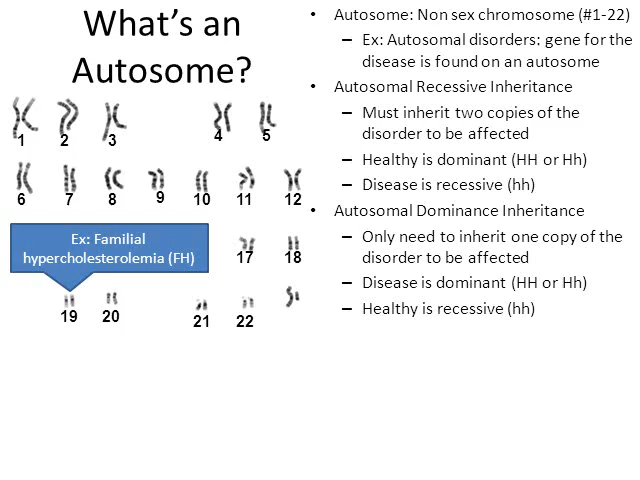 What's an
Autosome?
1 2 3 4 5
6 7 8 9 10 11 12
Ex: Familial
hypercholesterolemia (FH)
17 18
19 20 21 22
• Autosome: Non sex chromosome (#1-22)
– Ex: Autosomal disorders: gene for the
disease is found on an autosome
• Autosomal Recessive Inheritance
– Must inherit two copies of the
disorder to be affected
– Healthy is dominant (HH or Hh)
– Disease is recessive (hh)
• Autosomal Dominance Inheritance
– Only need to inherit one copy of the
disorder to be affected
– Disease is dominant (HH or Hh)
– Healthy is recessive (hh)